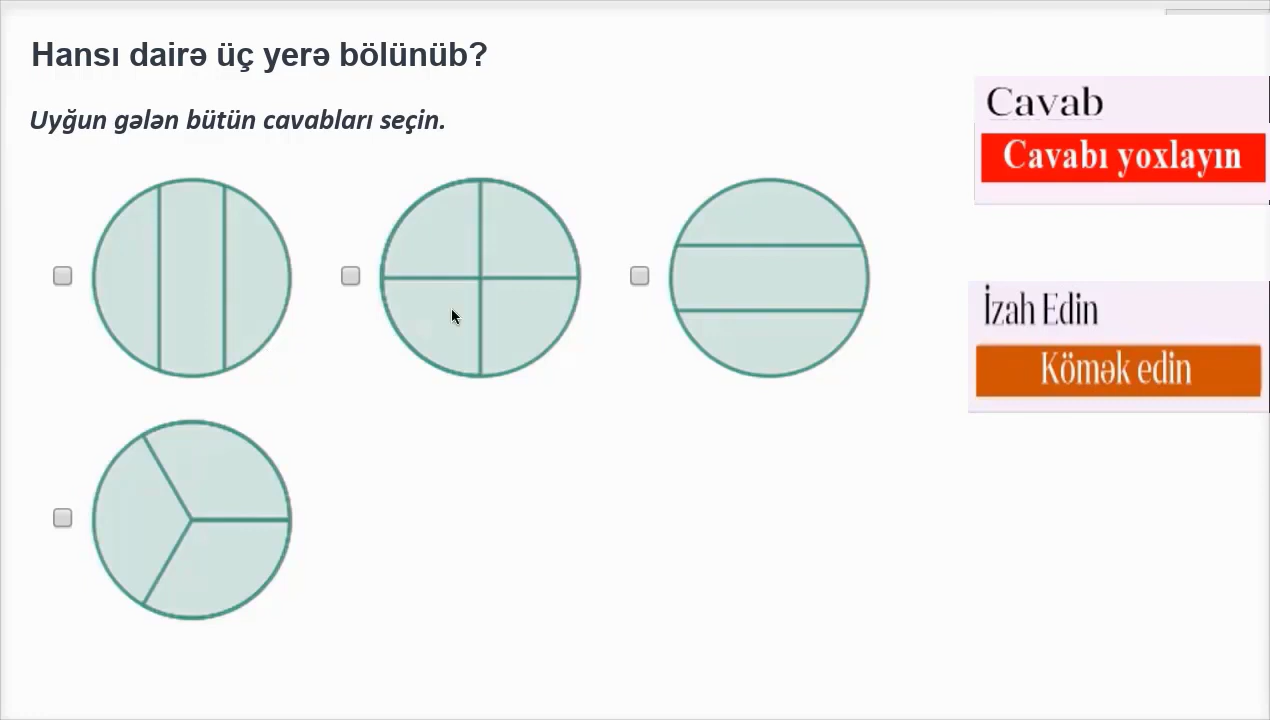 Hansı dairə üç yerə bölünüb?
Uyğun gələn bütün cavabları seçin.
Cavab
Cavabı yoxlayın
İzah Edin
Kömək edin